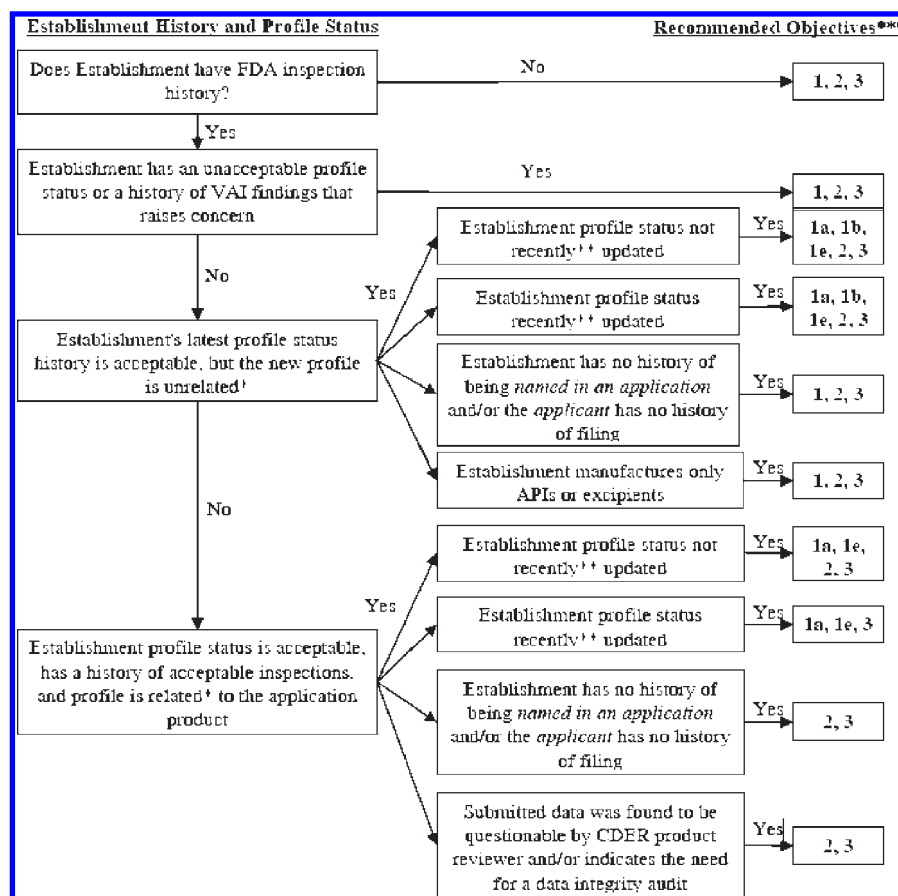 Establishment History and Profile Status
Recommended Objectives***
Does Establishment have FDA inspection
history?
No
1, 2, 3
Yes
Establishment has an unacceptable profile
status or a history of VAI findings that
raises concern
Yes
1, 2, 3
No
Establishment's latest profile status
history is acceptable, but the new profile
is unrelated*
Yes
Establishment profile status not
recently** updated
Yes
1a, 1b,
1e, 2, 3
Establishment profile status
recently** updated
Yes
1a, 1b,
1e, 2, 3
Establishment has no history of
being named in an application
and/or the applicant has no history
of filing
Yes
1, 2, 3
Establishment manufactures only
APIs or excipients
Yes
1, 2, 3
No
Establishment profile status is acceptable,
has a history of acceptable inspections,
and profile is related* to the application
product
Yes
Establishment profile status not
recently** updated
Yes
1a, 1e,
2, 3
Establishment profile status
recently** updated
Yes
1a, 1e, 3
Establishment has no history of
being named in an application
and/or the applicant has no history
of filing
Yes
2, 3
Submitted data was found to be
questionable by CDER product
reviewer and/or indicates the need
for a data integrity audit
Yes
2, 3